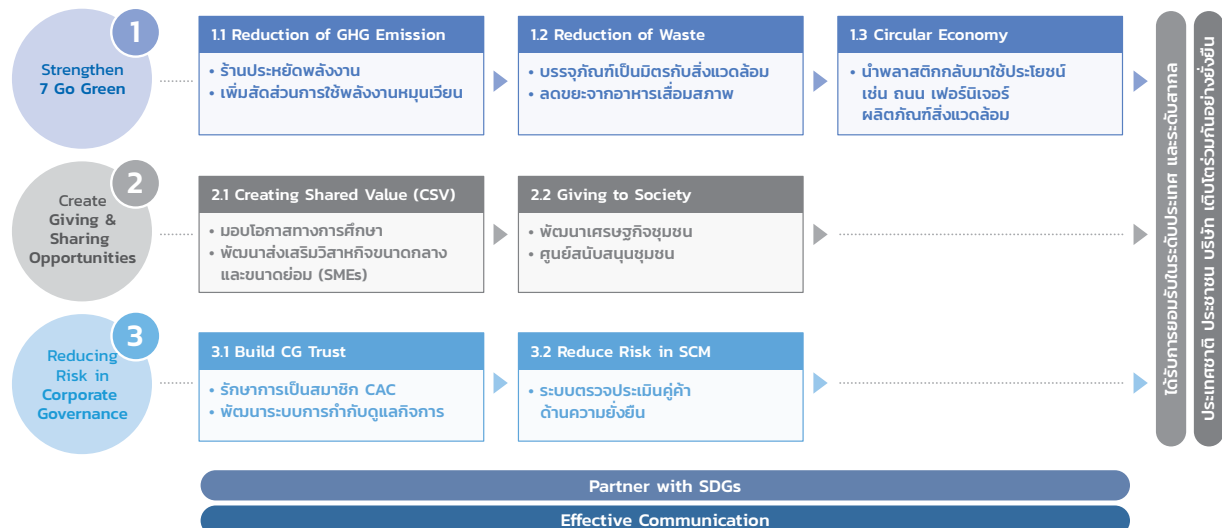 1
Strengthen
7 Go Green
1.1 Reduction of GHG Emission
• ร้านประหยัดพลังงาน
• เพิ่มสัดส่วนการใช้พลังงานหมุนเวียน
1.2 Reduction of Waste
• บรรจุภัณฑ์เป็นมิตรกับสิ่งแวดล้อม
• ลดขยะจากอาหารเสื่อมสภาพ
1.3 Circular Economy
• นำพลาสติกกลับมาใช้ประโยชน์
เช่น ถนน เฟอร์นิเจอร์
ผลิตภัณฑ์สิ่งแวดล้อม
2
Create
Giving &
Sharing
Opportunities
2.1 Creating Shared Value (CSV)
• มอบโอกาสทางการศึกษา
• พัฒนาส่งเสริมวิสาหกิจขนาดกลาง
และขนาดย่อม (SMEs)
2.2 Giving to Society
• พัฒนาเศรษฐกิจชุมชน
• ศูนย์สนับสนุนชุมชน
3
Reducing
Risk in
Corporate
Governance
3.1 Build CG Trust
• รักษาการเป็นสมาชิก CAC
• พัฒนาระบบการกำกับดูแลกิจการ
3.2 Reduce Risk in SCM
• ระบบตรวจประเมินคู่ค้า
ด้านความยั่งยืน
ได้รับการยอมรับในระดับประเทศ และระดับสากล
ประเทศชาติ ประชาชน บริษัท เติบโตร่วมกันอย่างยั่งยืน
Partner with SDGs
Effective Communication